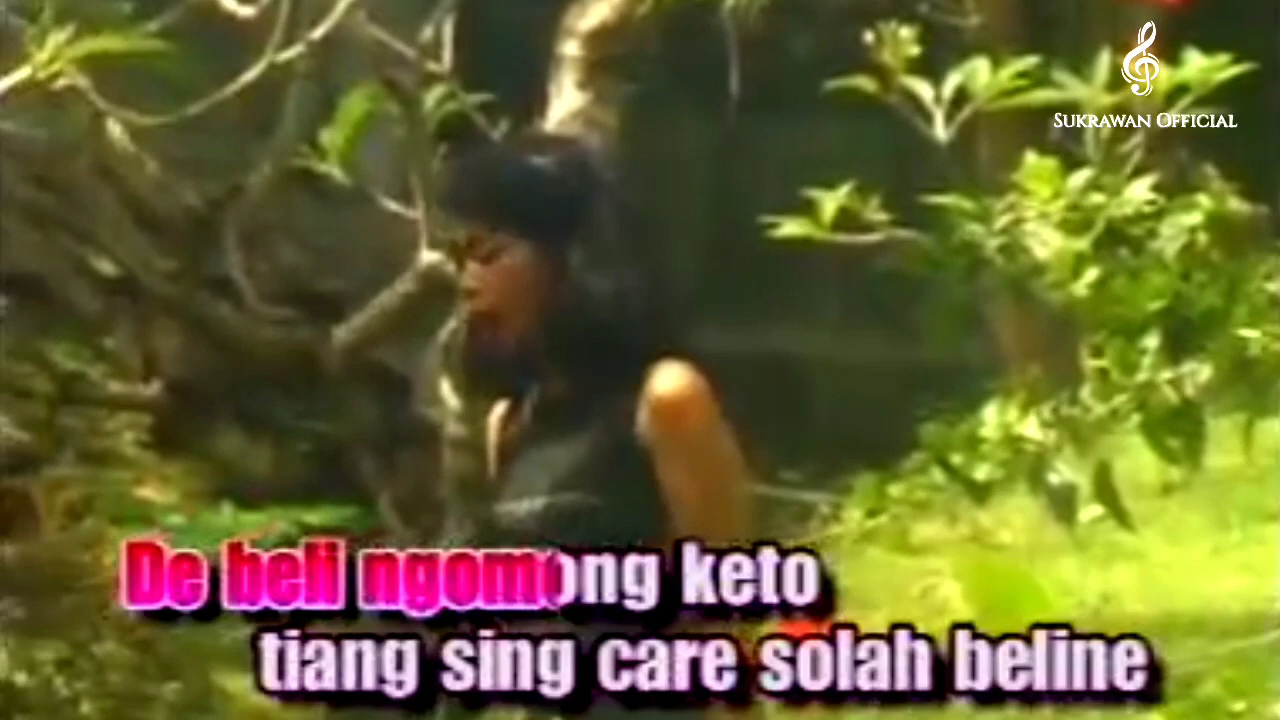 SUKRAWAN OFFICIAL
De beli ngomong keto
tiang sing care solah beline